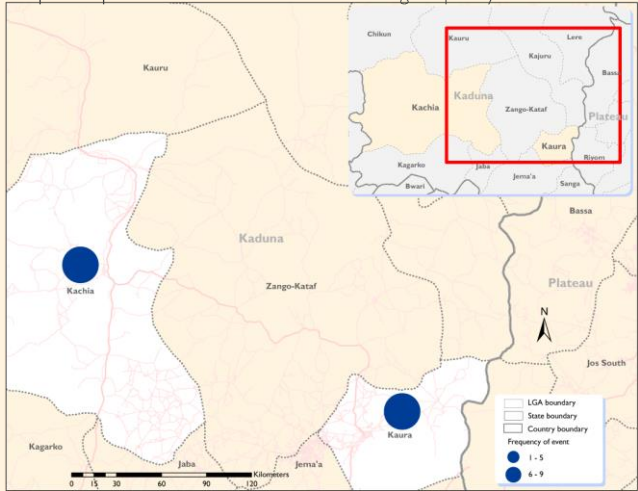 Chikun
Kauru
Lere
Kajuru
Bassa
Kaduna
Kachia
Zango-Kataf
Plateau
Kaura
Riyom
Kagarko
Jaba
Jema'a
Sanga
Bwari
Kauru
Bassa
Kaduna
Zango-Kataf
Plateau
Kachia
N
Jos South
Kaura
Kagarko
Jaba
Jema'a
Kilometers
0 15 30 60 90 120
LGA boundary
State boundary
Country boundary
Frequency of event
1 - 5
6 - 9